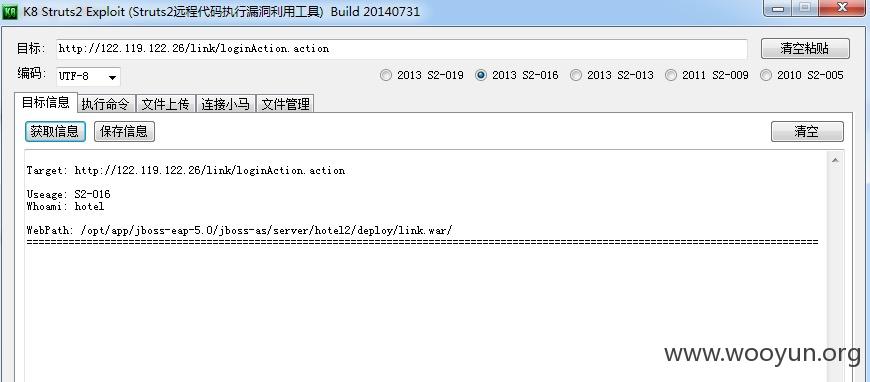 K8 Struts2 Exploit (Struts2远程代码执行漏洞利用工具) Build 20140731
目标: http://122.119.122.26/link/loginAction.action 清空粘贴
编码: UTF-8 2013 S2-019 2013 S2-016 2013 S2-013 2011 S2-009 2010 S2-005
目标信息 执行命令 文件上传 连接小马 文件管理
获取信息 保存信息 清空
Target: http://122.119.122.26/link/loginAction.action
Useage: S2-016
Whoami: hotel
WebPath: /opt/app/jboss-eap-5.0/jboss-as/server/hotel2/deploy/link.war/
www.wooyun.org